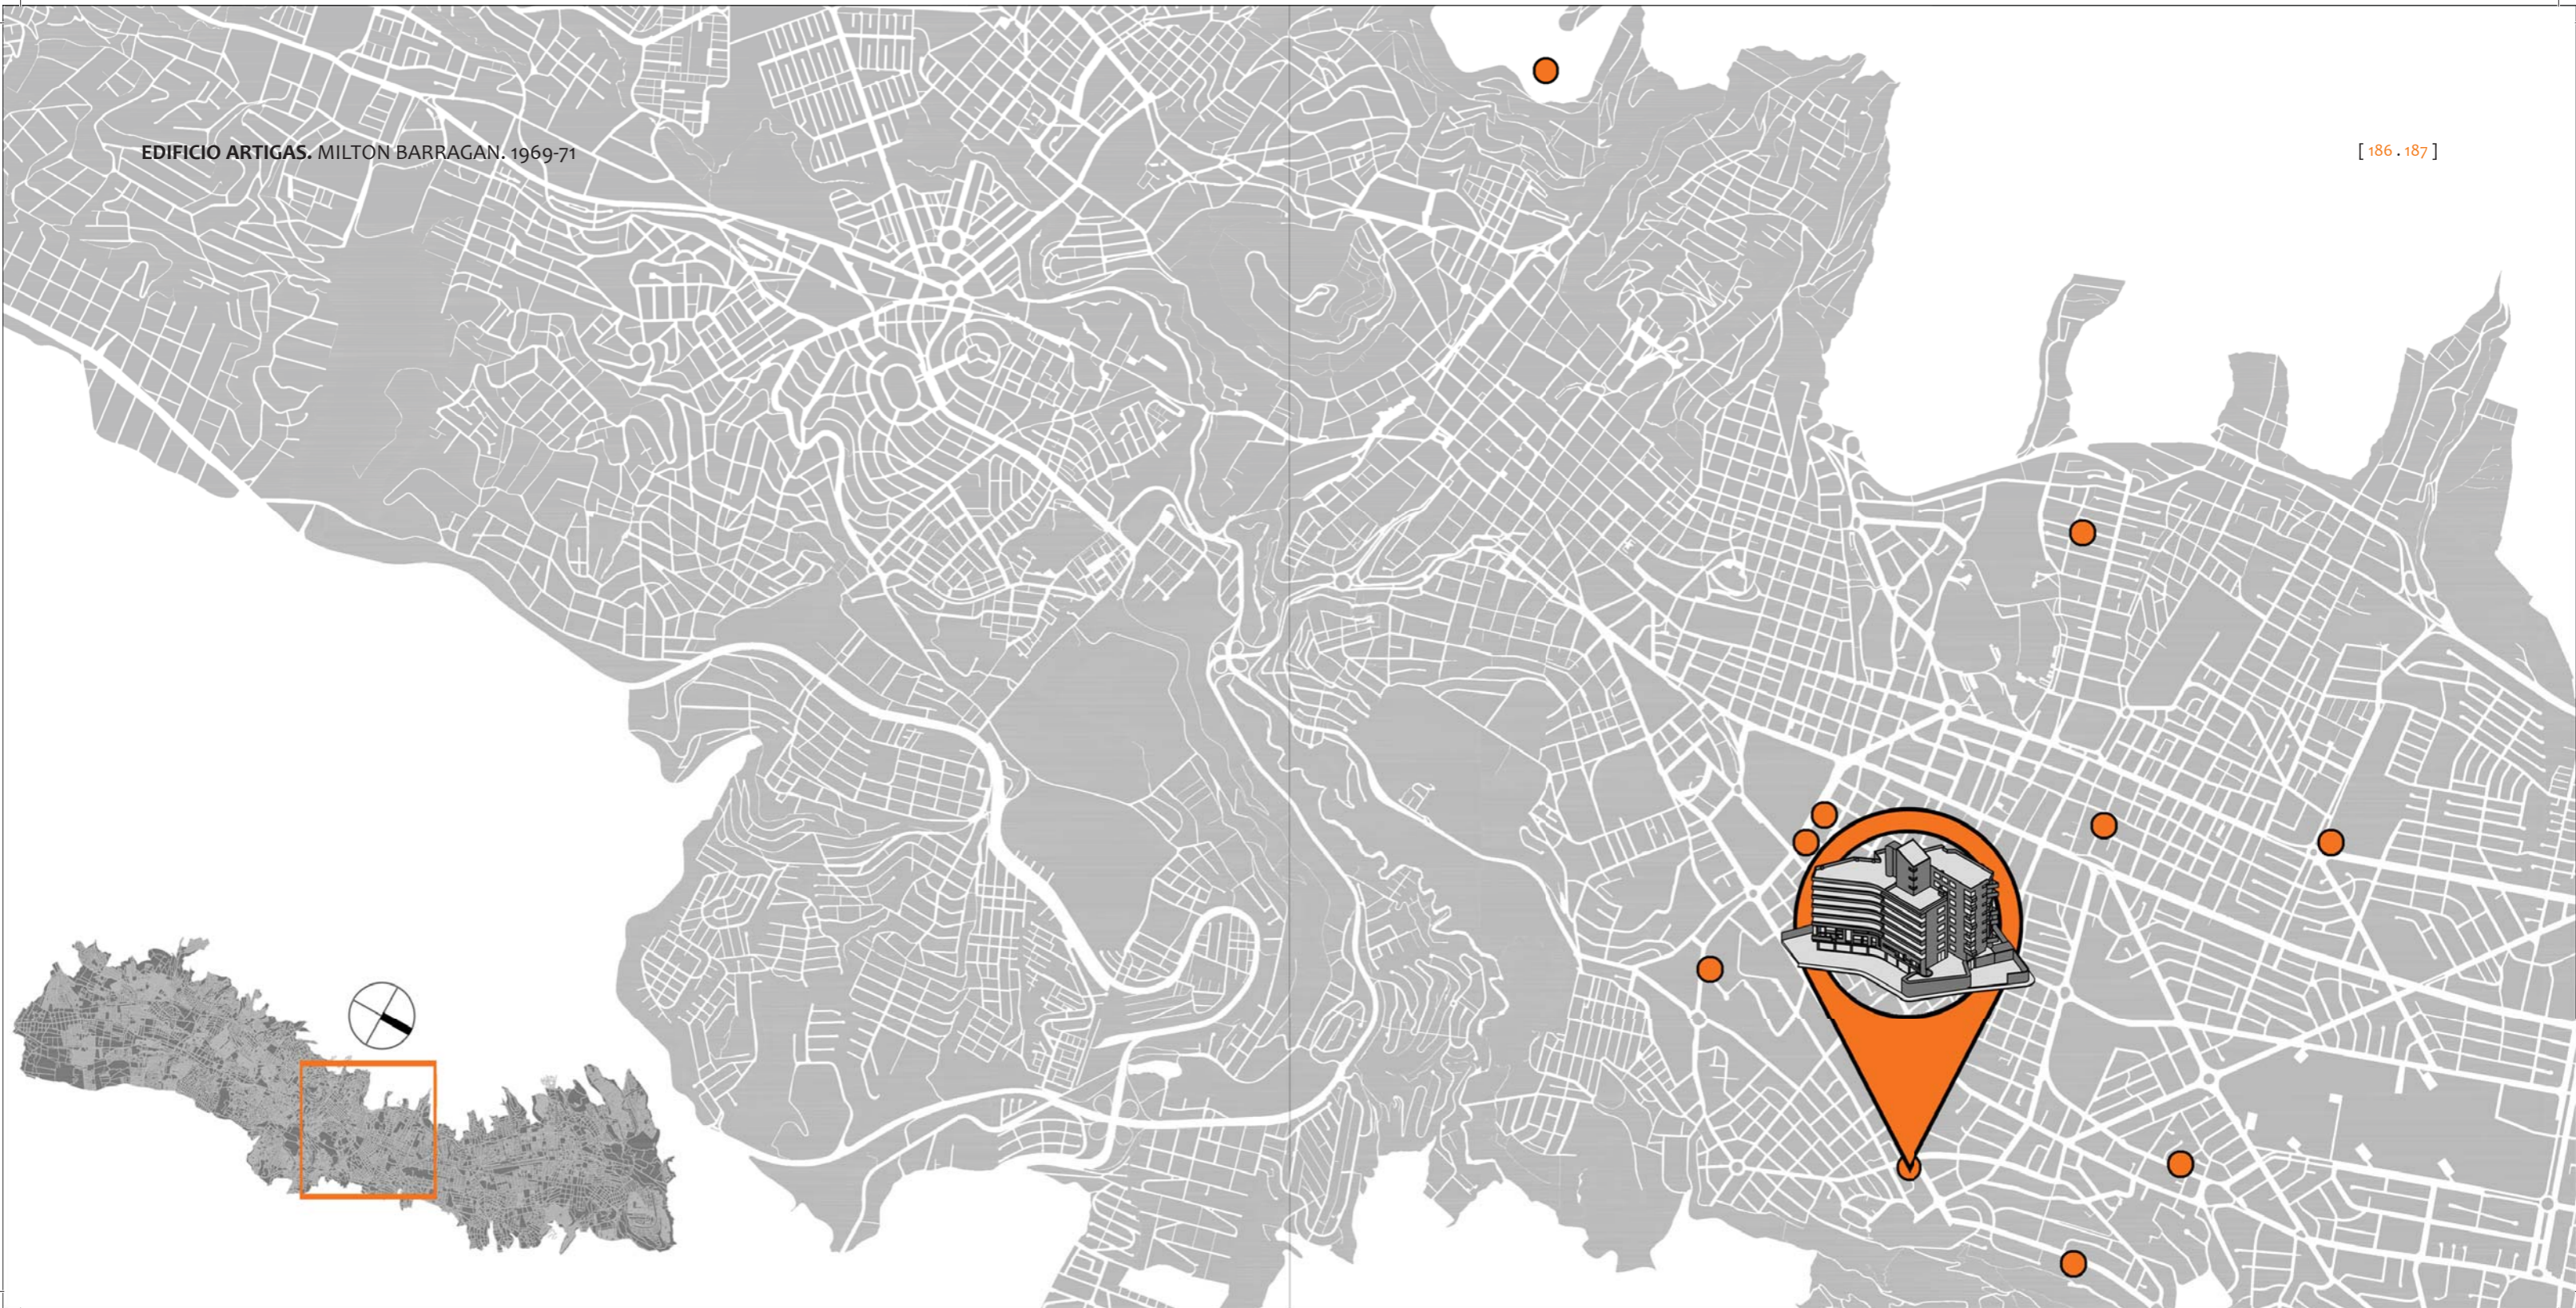 EDIFICIO ARTIGAS. MILTON BARRAGAN. 1969-71
[ 186 . 187 ]